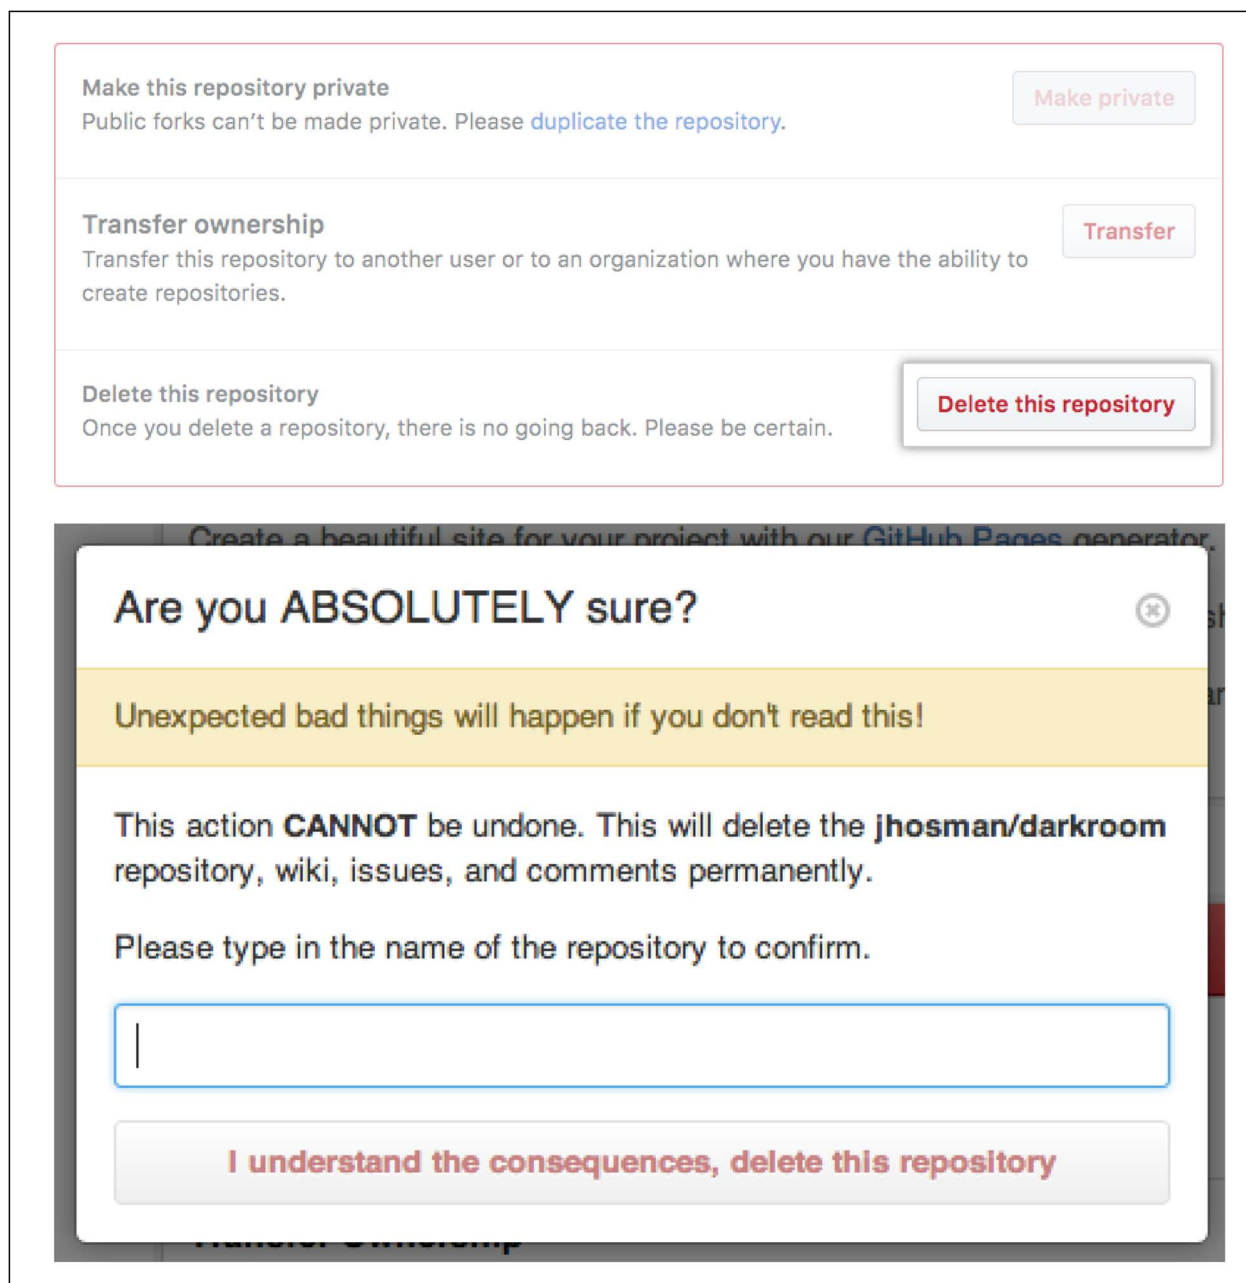 Make this repository private
Make private
Public forks can't be made private. Please duplicate the repository.
Transfer ownership
Transfer
Transfer this repository to another user or to an organization where you have the ability to
create repositories.
Delete this repository
Delete this repository
Once you delete a repository, there is no going back. Please be certain.
Create a beautiful site for your project with our GitHub Pages generator.
Are you ABSOLUTELY sure?
Unexpected bad things will happen if you don't read this!
This action CANNOT be undone. This will delete the jhosman/darkroom
repository, wiki, issues, and comments permanently.
Please type in the name of the repository to confirm.
I understand the consequences, delete this repository
Transfer Ownership